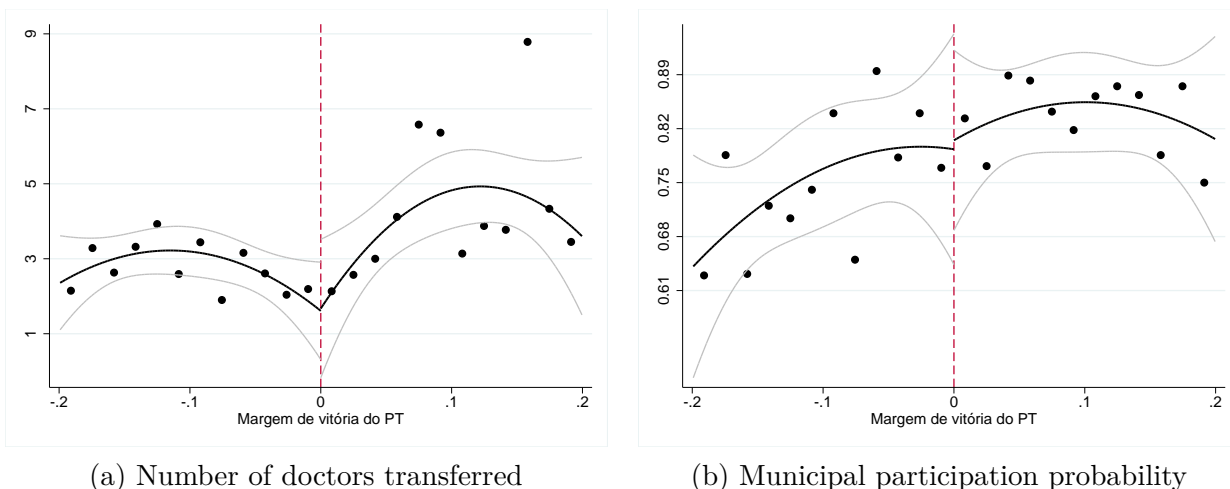 9
7
5
3
1
-.2 -.1 0 .1 .2
Margem de vitória do PT
(a) Number of doctors transferred
0.89
0.82
0.75
0.68
0.61
-.2 -.1 0 .1 .2
Margem de vitória do PT
(b) Municipal participation probability